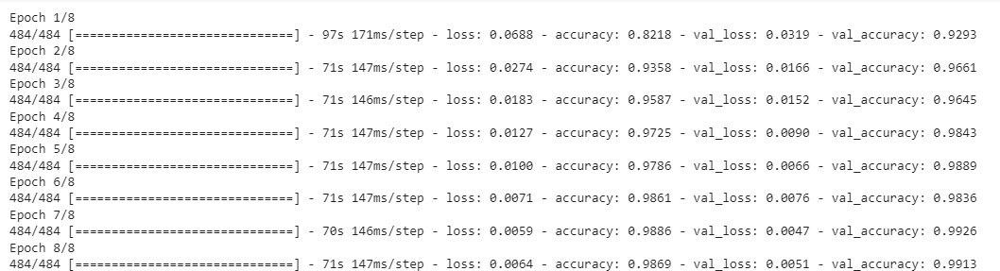 Epoch 1/8
484/484 [==============================] - 97s 171ms/step - loss: 0.0688 - accuracy: 0.8218 - val_loss: 0.0319 - val_accuracy: 0.9293
Epoch 2/8
484/484 [==============================] - 71s 147ms/step - loss: 0.0274 - accuracy: 0.9358 - val_loss: 0.0166 - val_accuracy: 0.9661
Epoch 3/8
484/484 [==============================] - 71s 146ms/step - loss: 0.0183 - accuracy: 0.9587 - val_loss: 0.0152 - val_accuracy: 0.9645
Epoch 4/8
484/484 [==============================] - 71s 147ms/step - loss: 0.0127 - accuracy: 0.9725 - val_loss: 0.0090 - val_accuracy: 0.9843
Epoch 5/8
484/484 [==============================] - 71s 147ms/step - loss: 0.0100 - accuracy: 0.9786 - val_loss: 0.0066 - val_accuracy: 0.9889
Epoch 6/8
484/484 [==============================] - 71s 147ms/step - loss: 0.0071 - accuracy: 0.9861 - val_loss: 0.0076 - val_accuracy: 0.9836
Epoch 7/8
484/484 [==============================] - 70s 146ms/step - loss: 0.0059 - accuracy: 0.9886 - val_loss: 0.0047 - val_accuracy: 0.9926
Epoch 8/8
484/484 [==============================] - 71s 147ms/step - loss: 0.0064 - accuracy: 0.9869 - val_loss: 0.0051 - val_accuracy: 0.9913